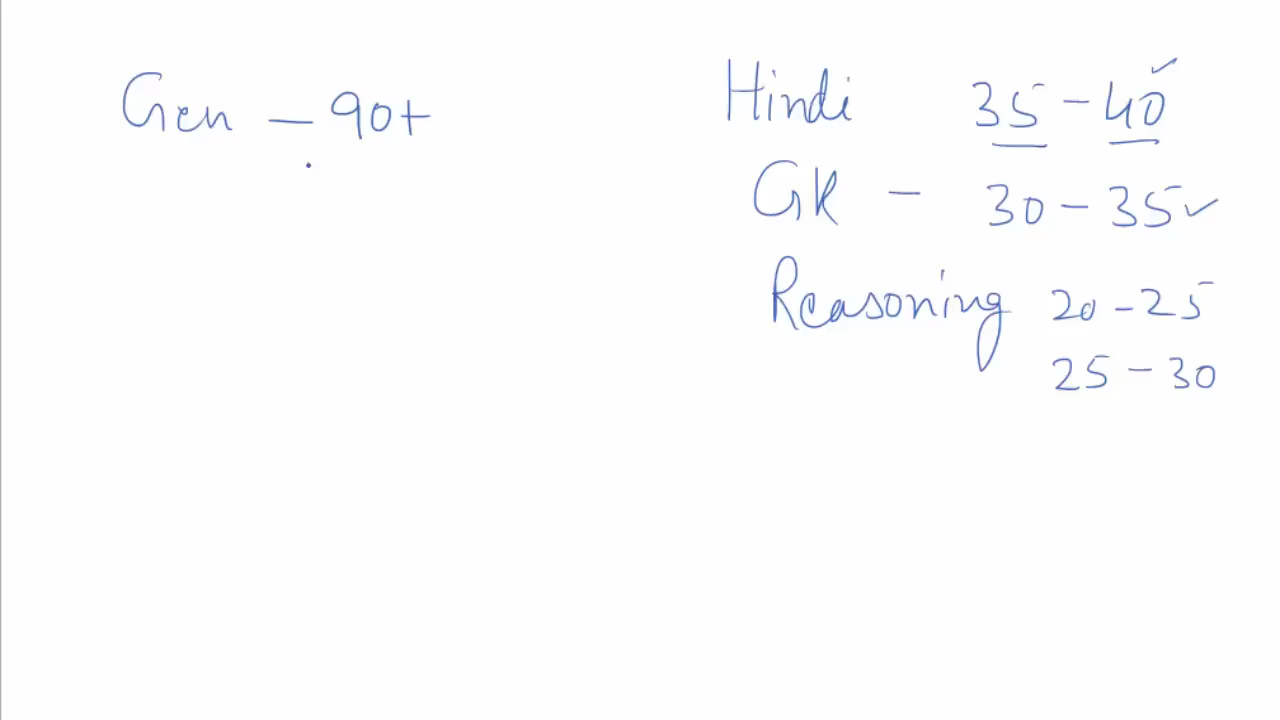 Gen - 90+
Hindi 35 - 40 ✓
GK - 30 - 35 ✓
Reasoning 20 - 25
25 - 30